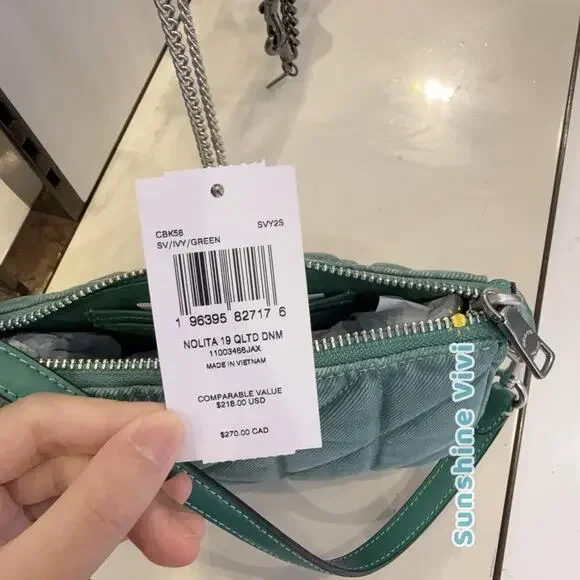 CBK58 SVY2S
SV/IVY/GREEN
1 96395 82717 6
NOLITA 19 QLTD DNM
11003466JAX
MADE IN VIETNAM
COMPARABLE VALUE
$218.00 USD
$270.00 CAD
Sunshine Vivi